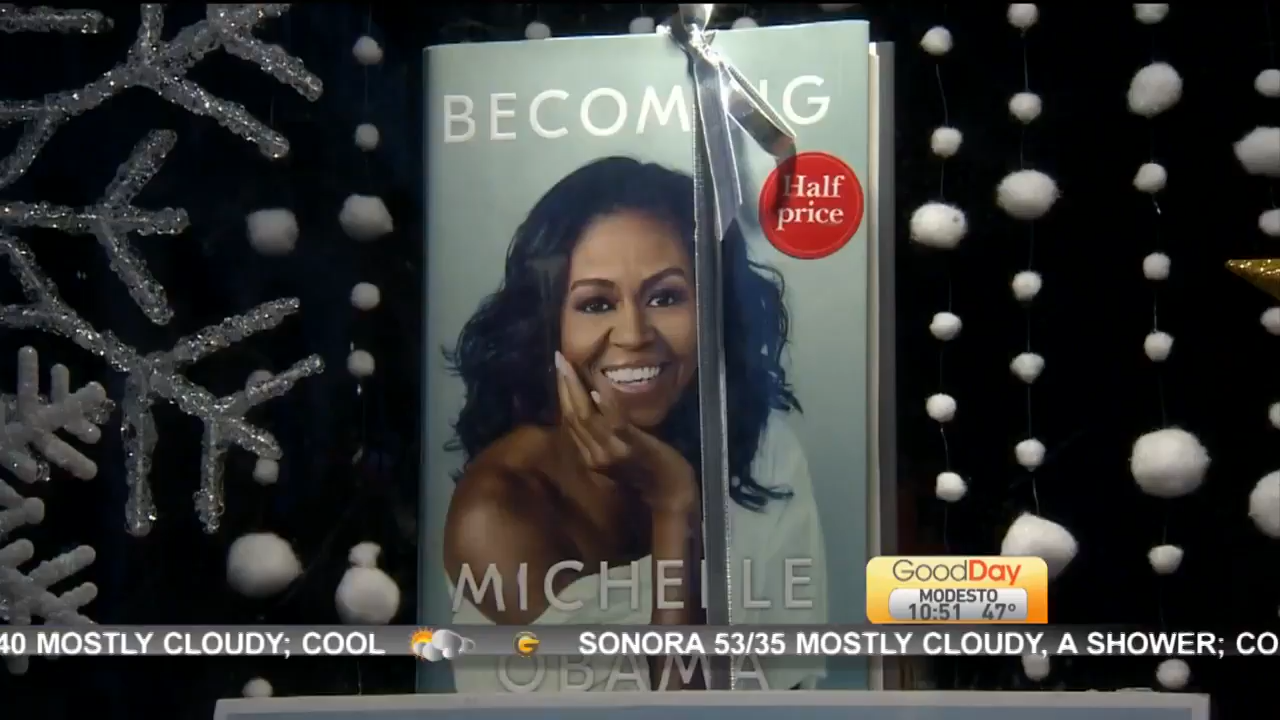 BECOMING
Half
price
MICHELLE
OBAMA
GoodDay
MODESTO
10:51 47°
40 MOSTLY CLOUDY; COOL
SONORA 53/35 MOSTLY CLOUDY, A SHOWER; CO